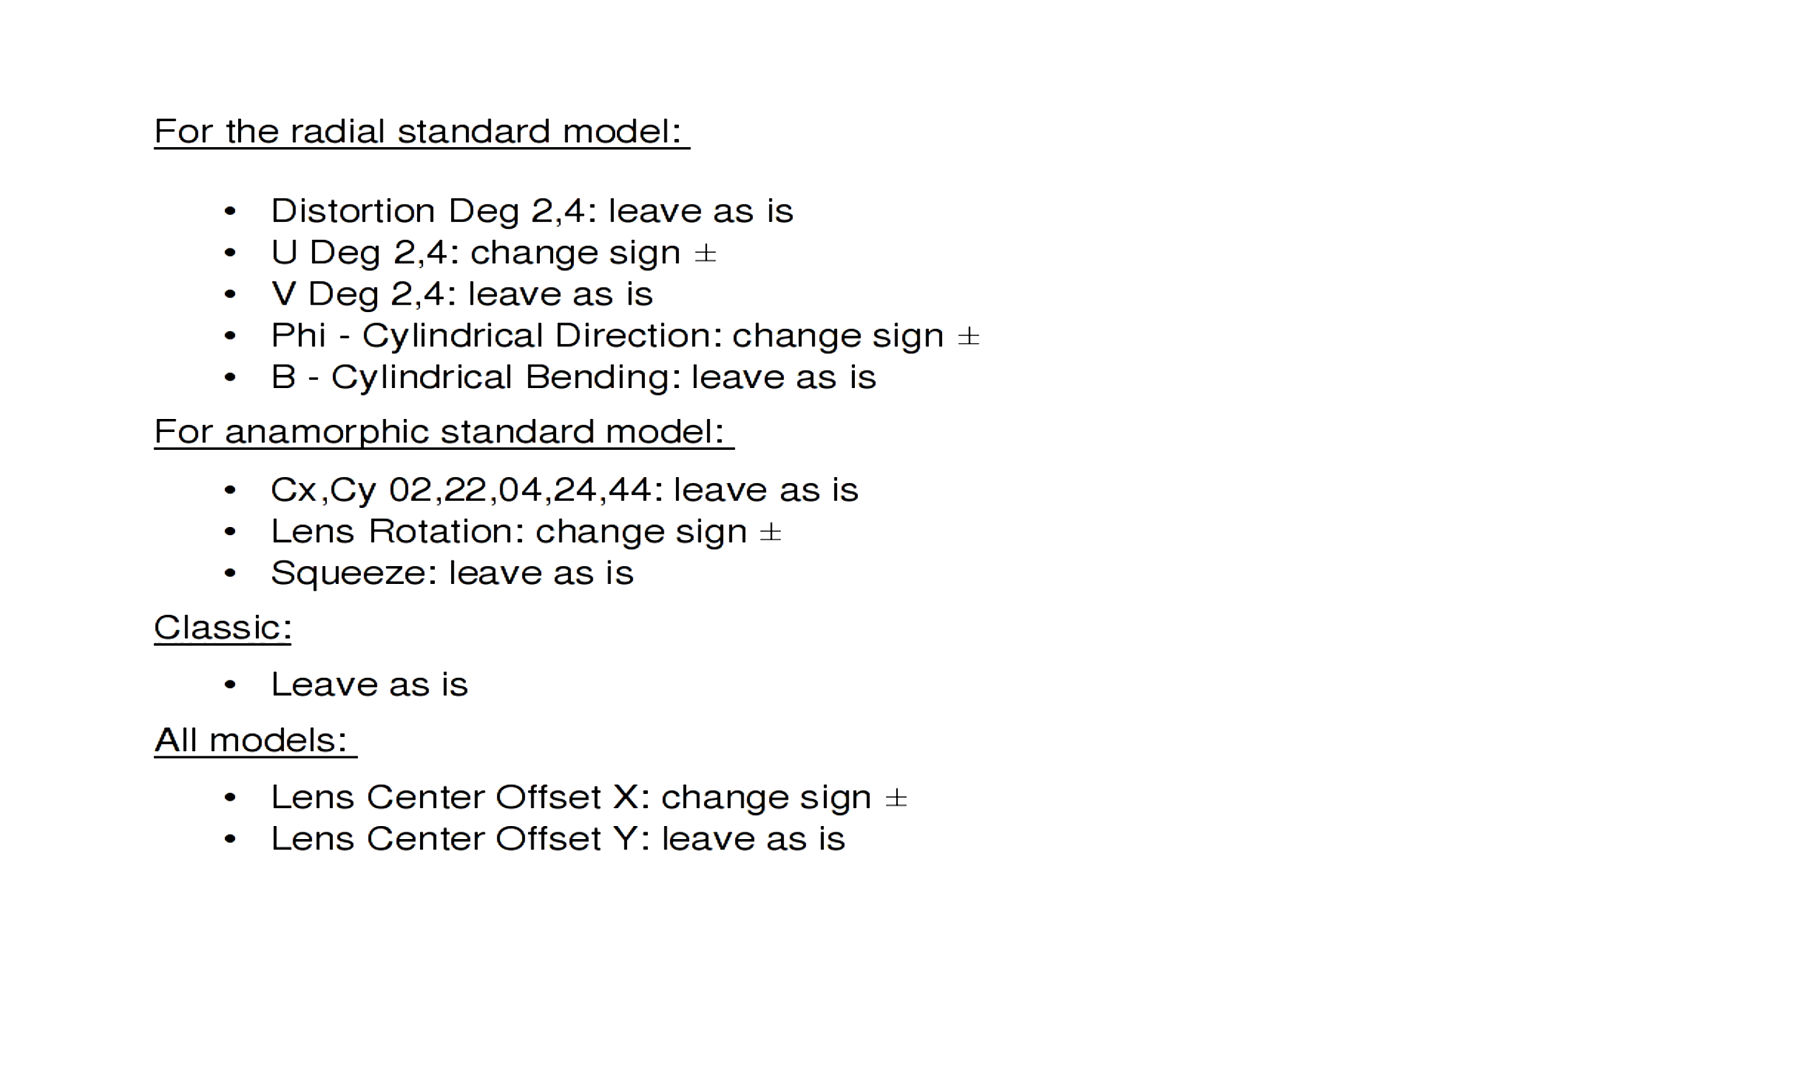 For the radial standard model:
• Distortion Deg 2,4: leave as is
• U Deg 2,4: change sign ±
• V Deg 2,4: leave as is
• Phi - Cylindrical Direction: change sign ±
• B - Cylindrical Bending: leave as is
For anamorphic standard model:
• Cx,Cy 02,22,04,24,44: leave as is
• Lens Rotation: change sign ±
• Squeeze: leave as is
Classic:
• Leave as is
All models:
• Lens Center Offset X: change sign ±
• Lens Center Offset Y: leave as is